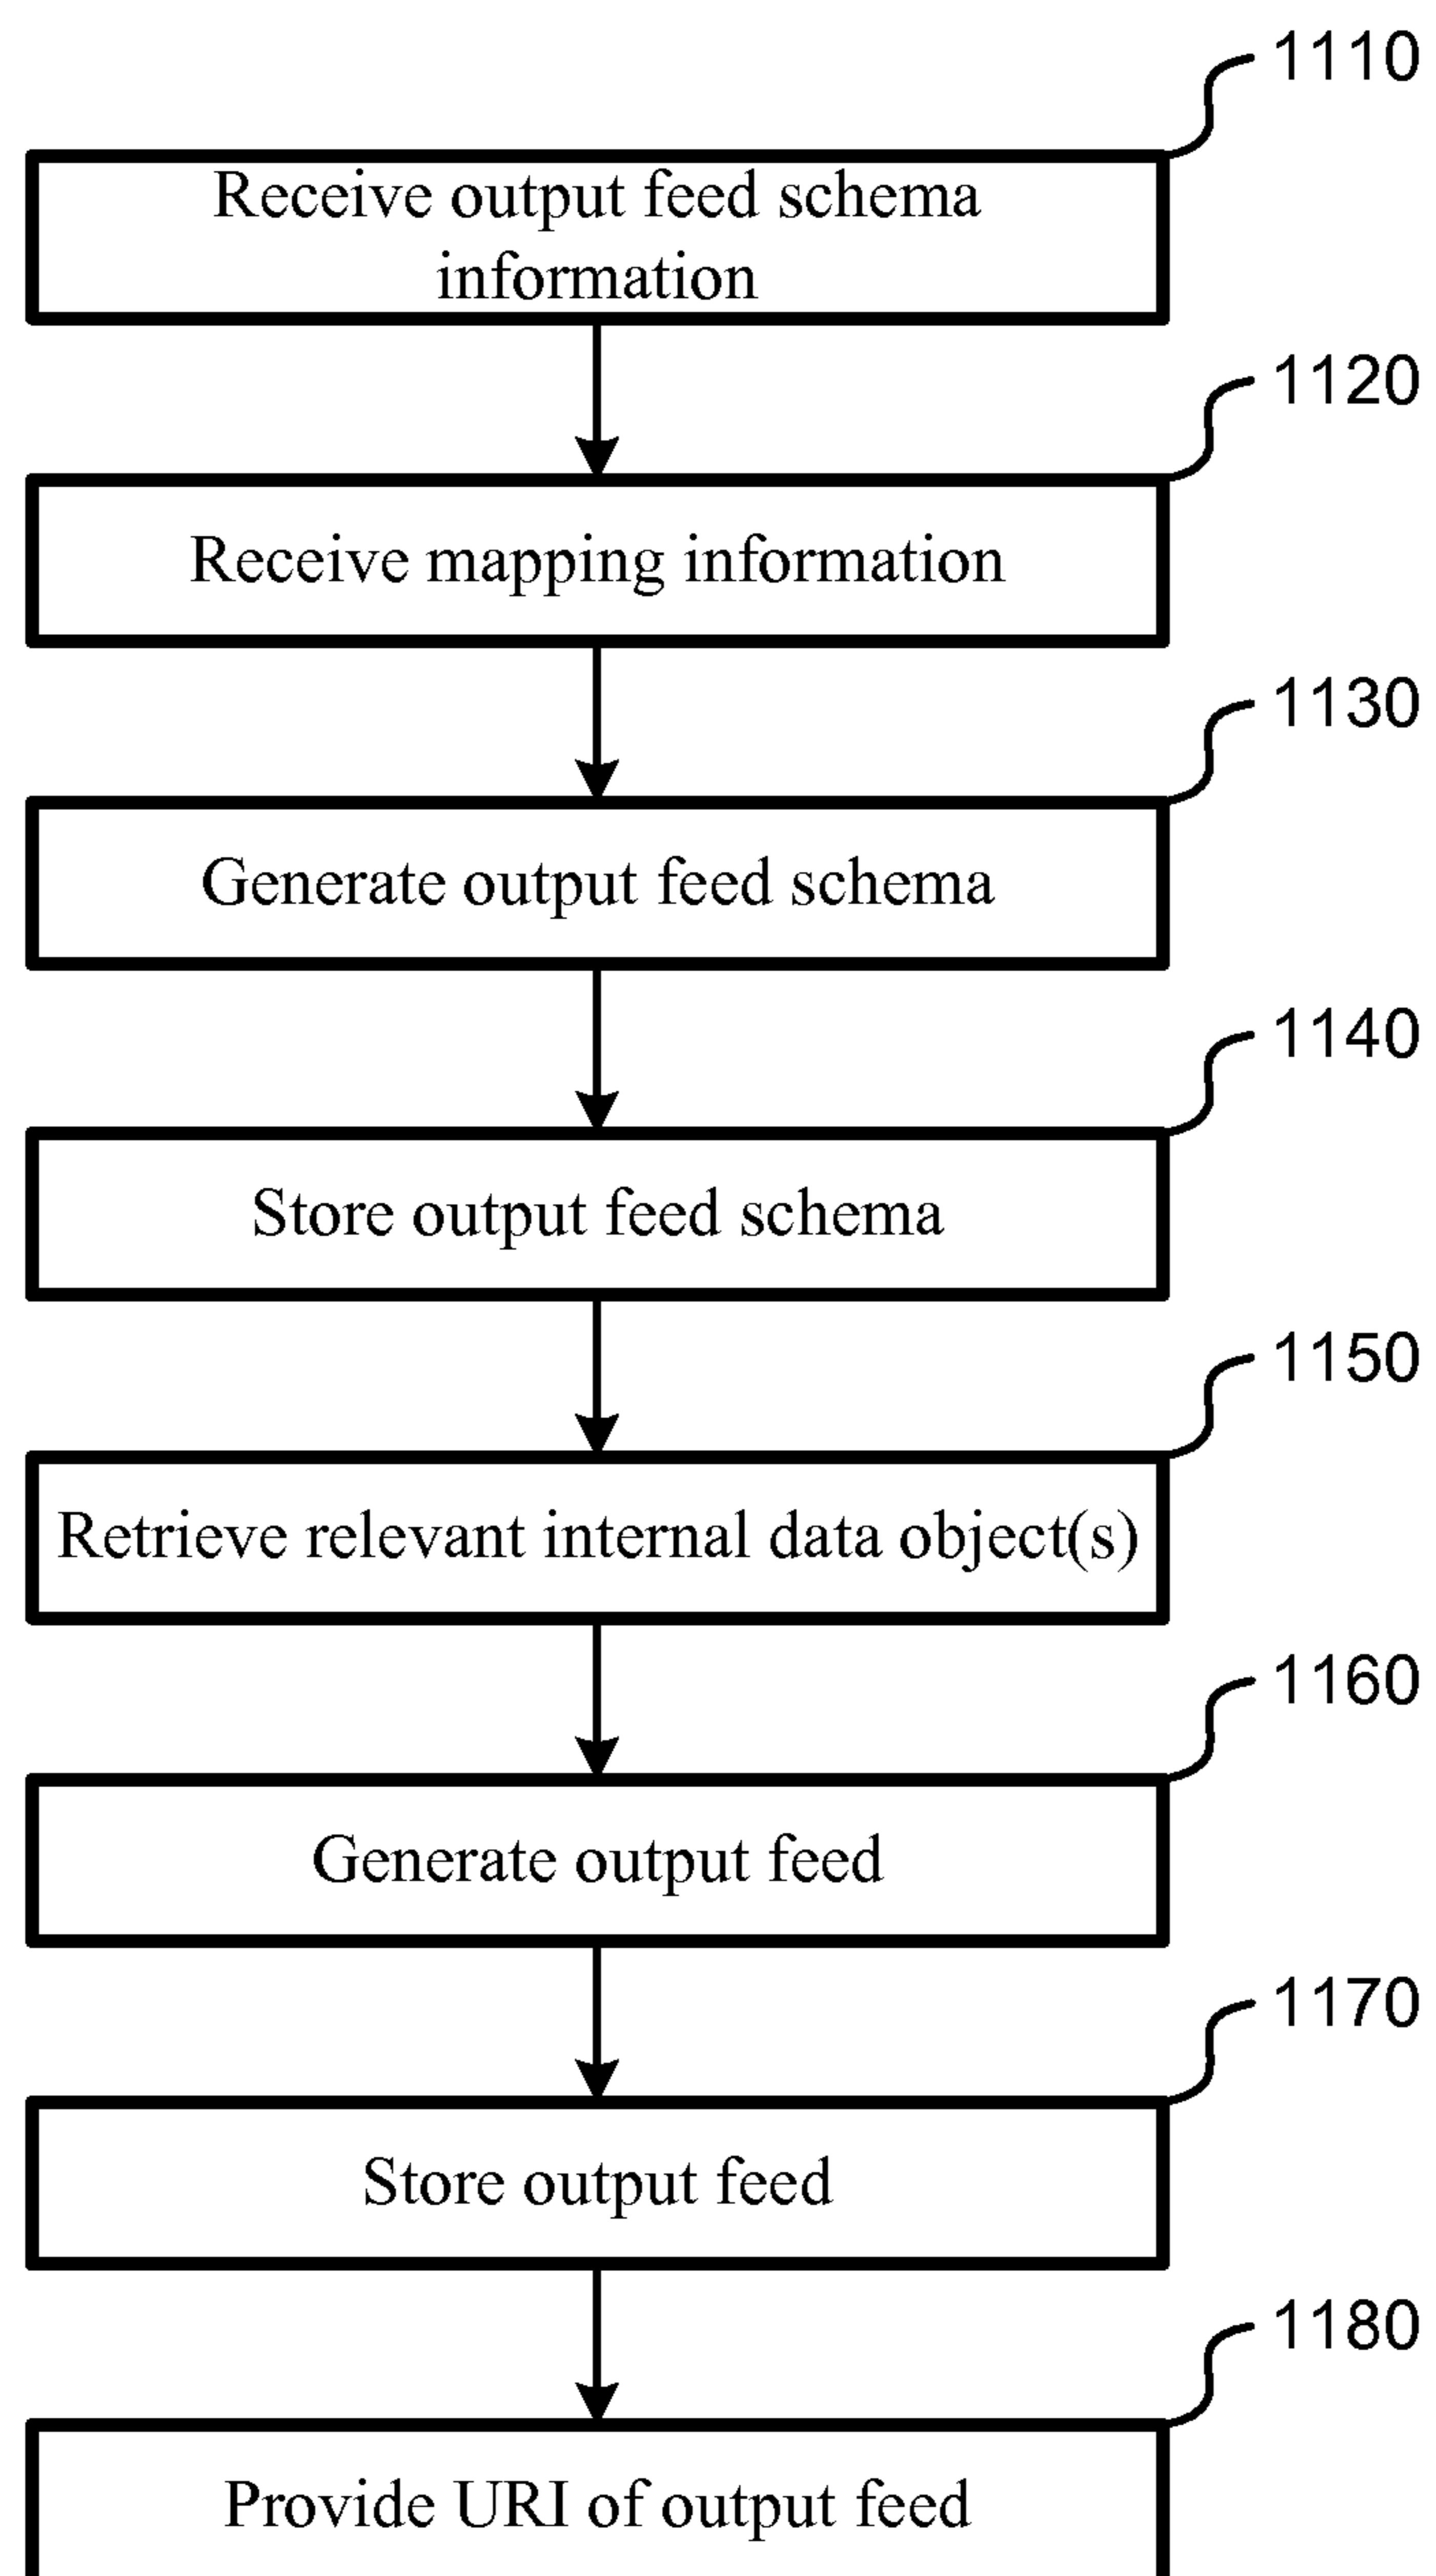 1110
Receive output feed schema
information
1120
Receive mapping information
1130
Generate output feed schema
1140
Store output feed schema
1150
Retrieve relevant internal data object(s)
1160
Generate output feed
1170
Store output feed
1180
Provide URI of output feed